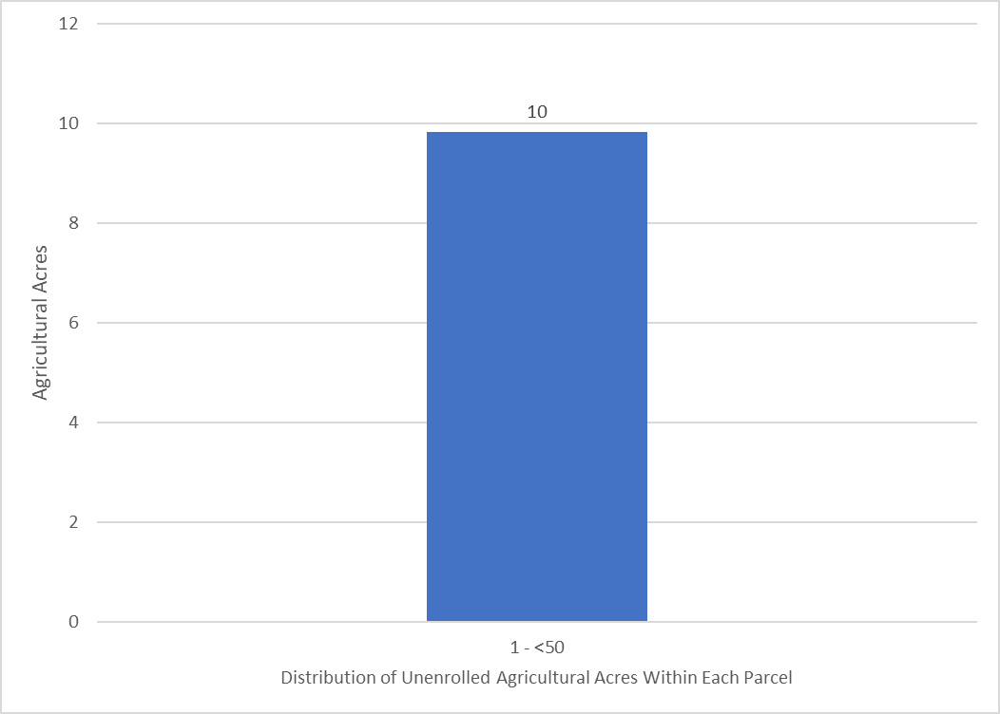 12
10
10
8
6
4
2
0
Agricultural Acres
1 - <50
Distribution of Unenrolled Agricultural Acres Within Each Parcel